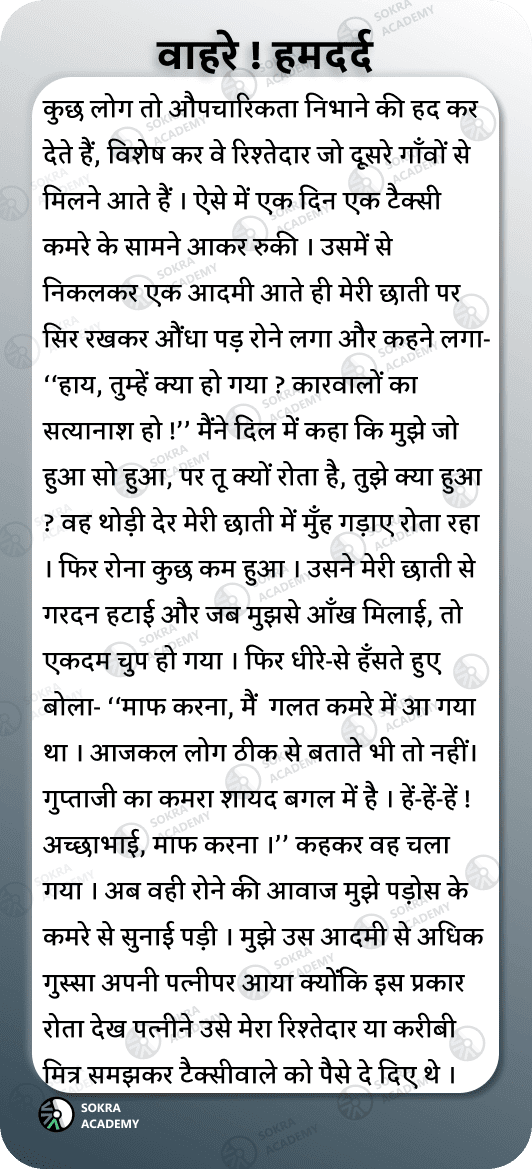 वाहरे ! हमदर्द
कुछ लोग तो औपचारिकता निभाने की हद कर
देते हैं, विशेष कर वे रिश्तेदार जो दूसरे गाँवों से
मिलने आते हैं । ऐसे में एक दिन एक टैक्सी
कमरे के सामने आकर रुकी । उसमें से
निकलकर एक आदमी आते ही मेरी छाती पर
सिर रखकर औंधा पड़ रोने लगा और कहने लगा-
‘‘हाय, तुम्हें क्या हो गया ? कारवालों का
सत्यानाश हो !’’ मैंने दिल में कहा कि मुझे जो
हुआ सो हुआ, पर तू क्यों रोता है, तुझे क्या हुआ
? वह थोड़ी देर मेरी छाती में मुँह गड़ाए रोता रहा
। फिर रोना कुछ कम हुआ । उसने मेरी छाती से
गरदन हटाई और जब मुझसे आँख मिलाई, तो
एकदम चुप हो गया । फिर धीरे-से हँसते हुए
बोला- ‘‘माफ करना, मैं गलत कमरे में आ गया
था । आजकल लोग ठीक से बताते भी तो नहीं।
गुप्ताजी का कमरा शायद बगल में है । हें-हें-हें !
अच्छाभाई, माफ करना ।’’ कहकर वह चला
गया । अब वही रोने की आवाज मुझे पड़ोस के
कमरे से सुनाई पड़ी । मुझे उस आदमी से अधिक
गुस्सा अपनी पत्नीपर आया क्योंकि इस प्रकार
रोता देख पत्नीने उसे मेरा रिश्तेदार या करीबी
मित्र समझकर टैक्सीवाले को पैसे दे दिए थे ।
SOKRA
ACADEMY